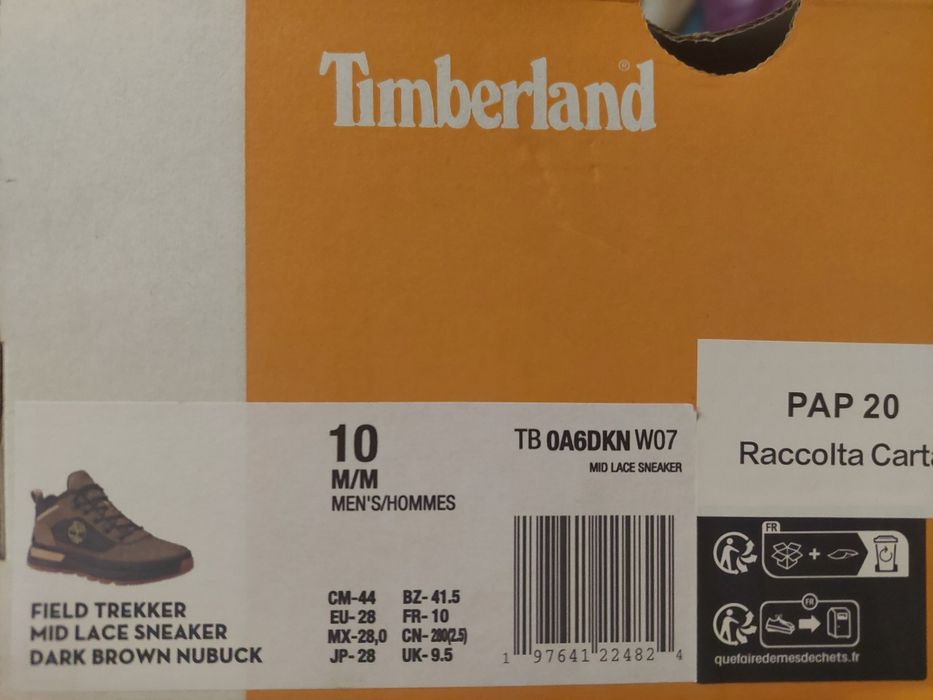 Timberland®
PAP 20
Raccolta Carta
10
M/M
MEN'S/HOMMES
TB 0A6DKN W07
MID LACE SNEAKER
FIELD TREKKER
MID LACE SNEAKER
DARK BROWN NUBUCK
CM-44 BZ-41.5
EU-28 FR-10
MX-28,0 CN-280(2.5)
JP-28 UK-9.5
1 97641 22482 4
FR
FR
quefairedemesdechets.fr